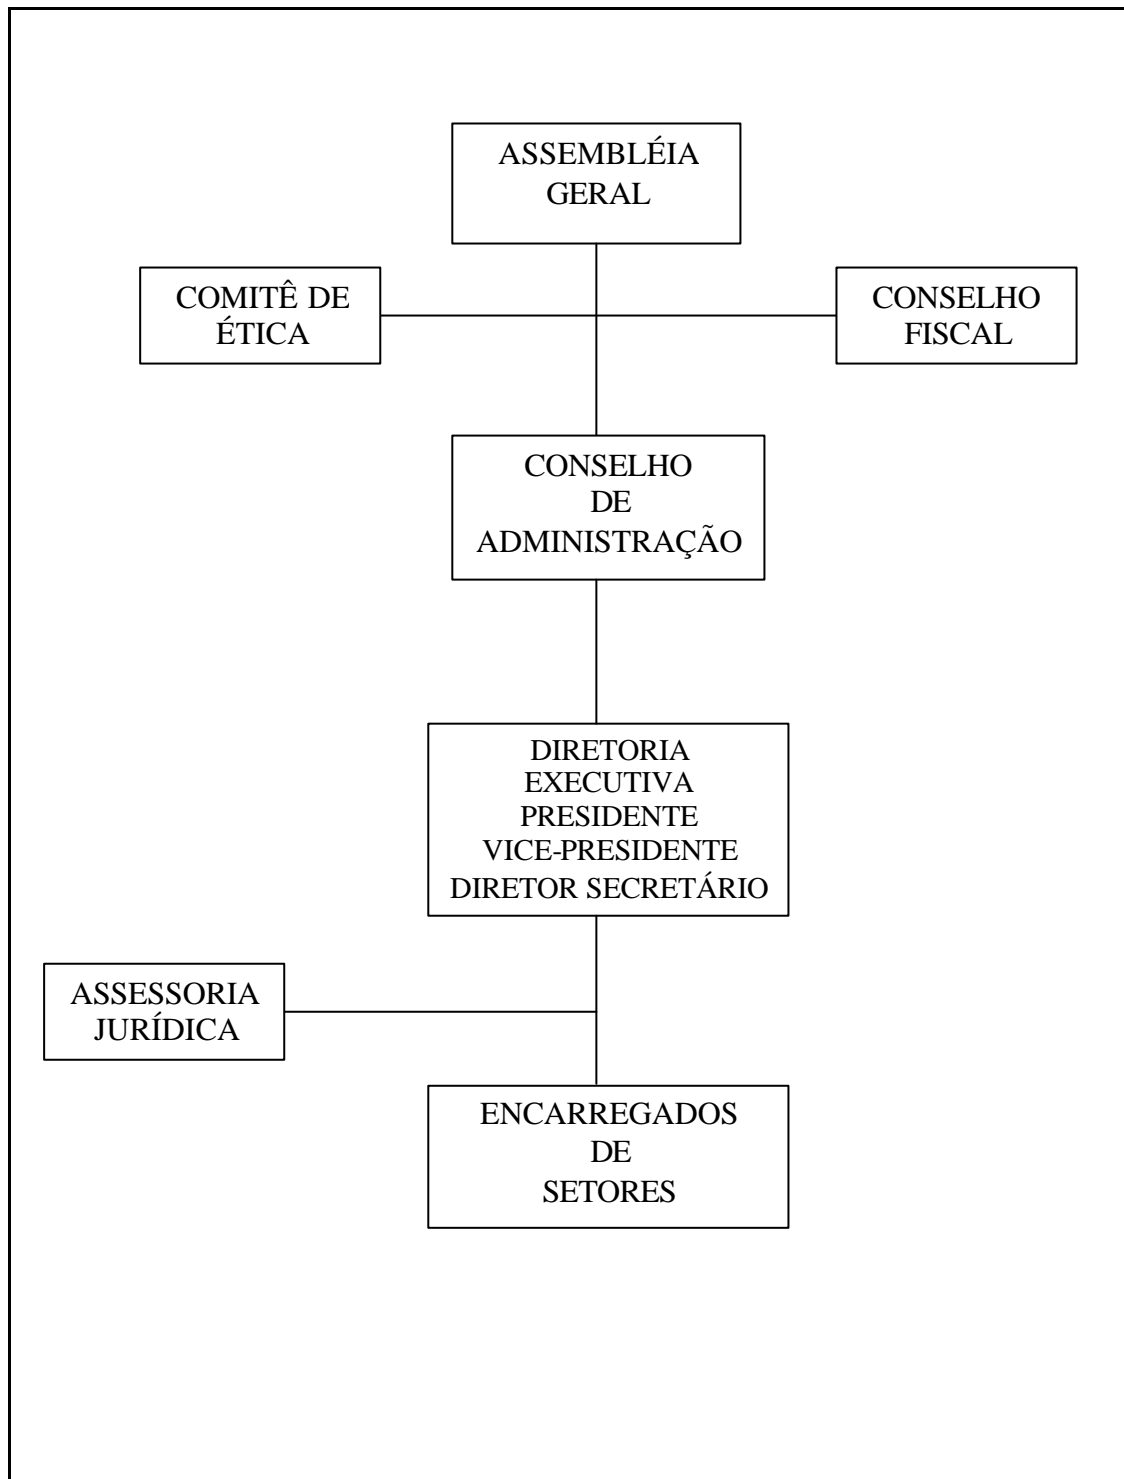 ASSEMBLÉIA
GERAL
COMITÊ DE
ÉTICA
CONSELHO
FISCAL
CONSELHO
DE
ADMINISTRAÇÃO
DIRETORIA
EXECUTIVA
PRESIDENTE
VICE-PRESIDENTE
DIRETOR SECRETÁRIO
ASSESSORIA
JURÍDICA
ENCARREGADOS
DE
SETORES